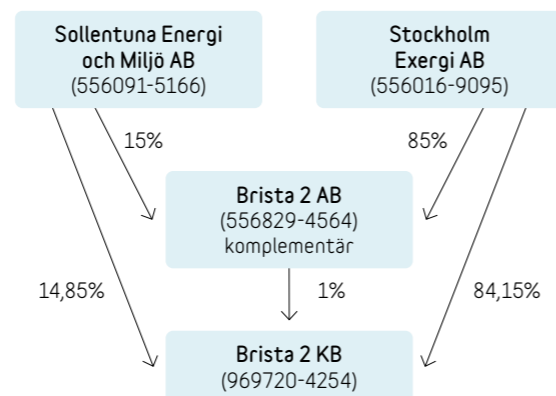 Sollentuna Energi
och Miljö AB
(556091-5166)
Stockholm
Exergi AB
(556016-9095)
15%
85%
Brista 2 AB
(556829-4564)
komplementär
14,85%
1%
84,15%
Brista 2 KB
(969720-4254)